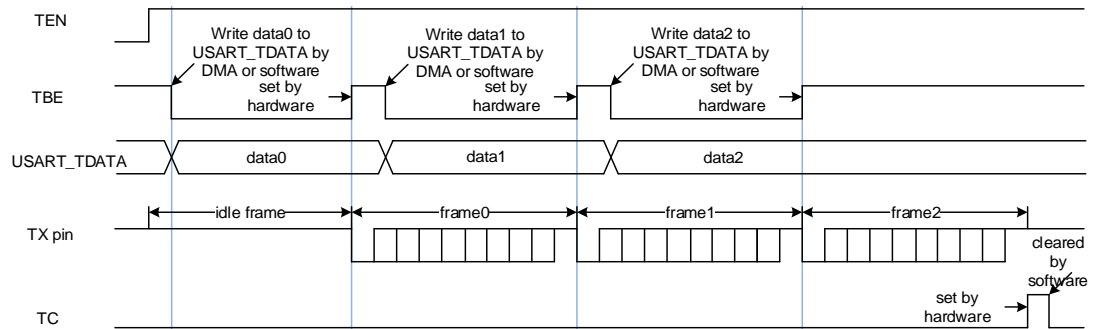 TEN
Write data0 to
USART_TDATA by
DMA or software
Write data1 to
USART_TDATA by
DMA or software
Write data2 to
USART_TDATA by
DMA or software
TBE
set by
hardware
set by
hardware
set by
hardware
USART_TDATA
data0
data1
data2
idle frame
frame0
frame1
frame2
TX pin
cleared
by
software
TC
set by
hardware